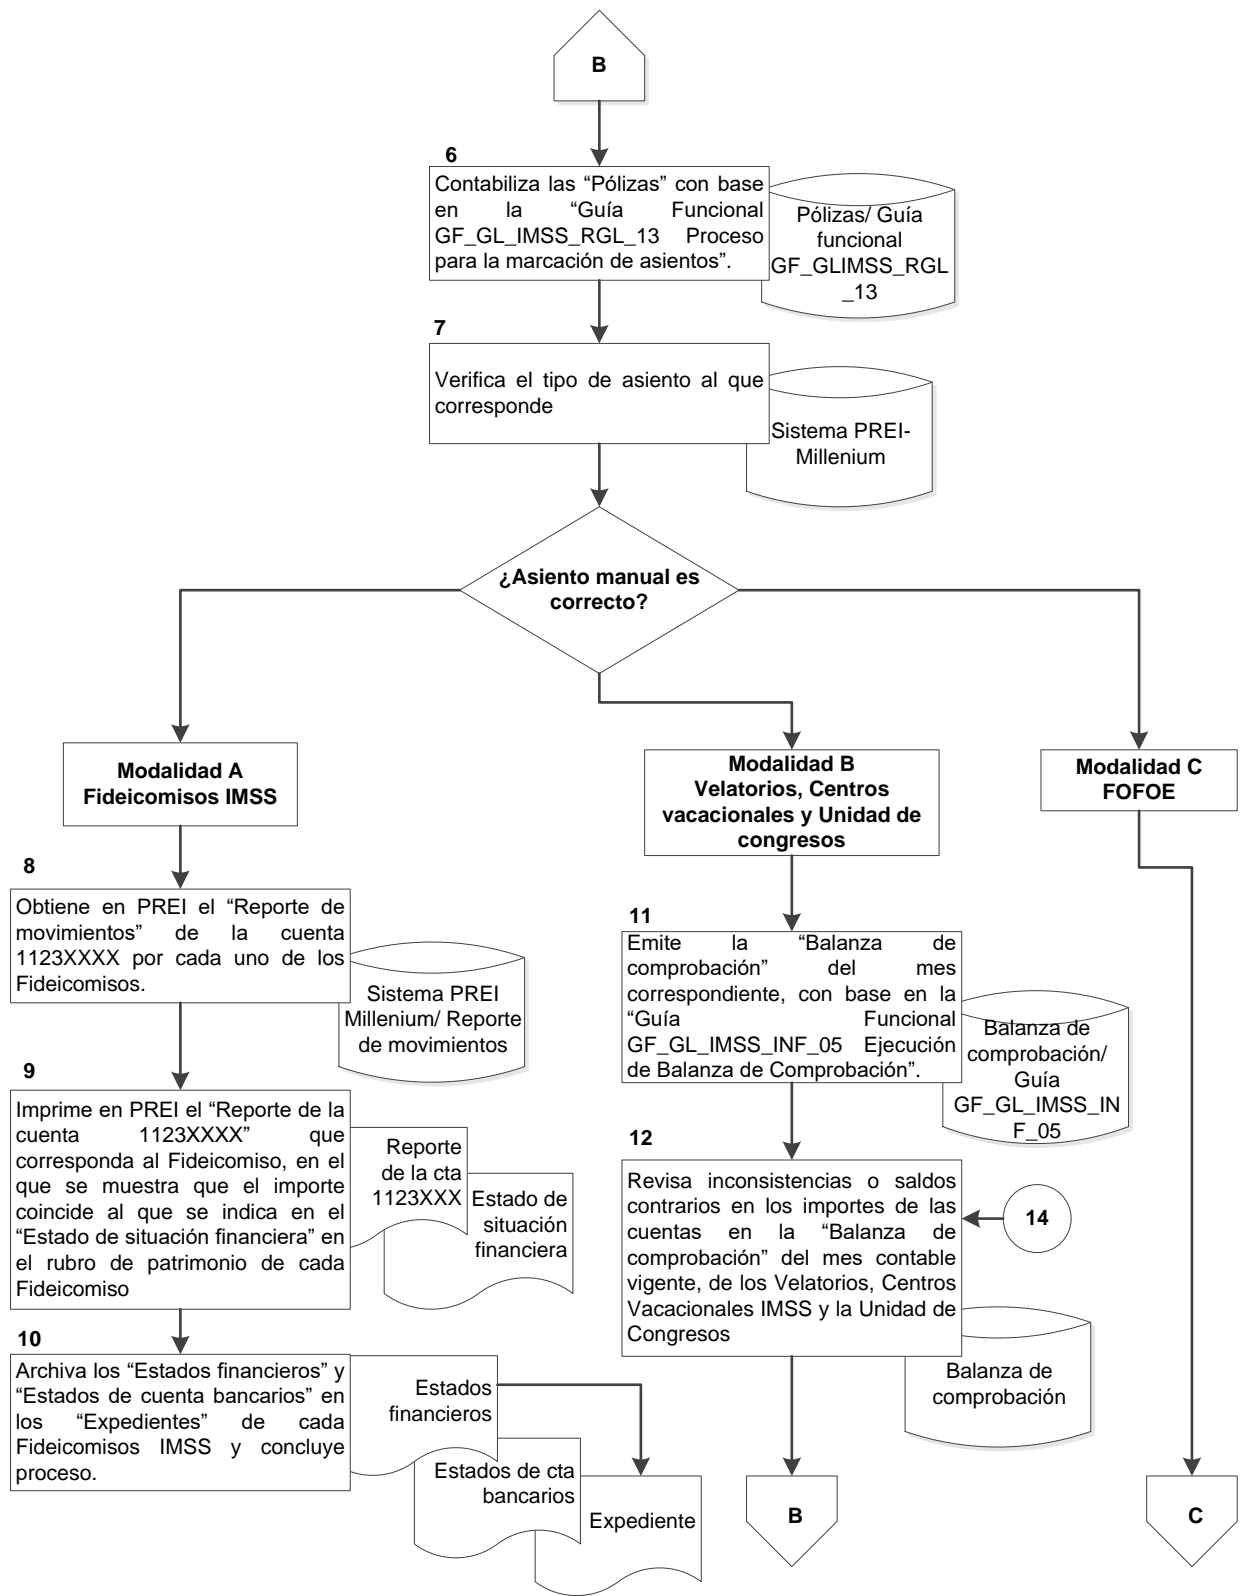 B
6
Contabiliza las “Pólizas” con base
en la “Guía Funcional
GF_GL_IMSS_RGL_13 Proceso
para la marcación de asientos”.
Pólizas/ Guía
funcional
GF_GLIMSS_RGL
_13
7
Verifica el tipo de asiento al que
corresponde
Sistema PREI-
Millenium
¿Asiento manual es
correcto?
Modalidad A
Fideicomisos IMSS
8
Obtiene en PREI el “Reporte de
movimientos” de la cuenta
1123XXXX por cada uno de los
Fideicomisos.
Sistema PREI
Millenium/ Reporte
de movimientos
9
Imprime en PREI el “Reporte de la
cuenta 1123XXXX” que
corresponda al Fideicomiso, en el
que se muestra que el importe
coincide al que se indica en el
“Estado de situación financiera” en
el rubro de patrimonio de cada
Fideicomiso
Reporte
de la cta
1123XXX
Estado de
situación
financiera
10
Archiva los “Estados financieros” y
“Estados de cuenta bancarios” en
los “Expedientes” de cada
Fideicomisos IMSS y concluye
proceso.
Estados
financieros
Estados de cta
bancarios
Expediente
Modalidad B
Velatorios, Centros
vacacionales y Unidad de
congresos
11
Emite la “Balanza de
comprobación” del mes
correspondiente, con base en la
“Guía Funcional
GF_GL_IMSS_INF_05 Ejecución
de Balanza de Comprobación”.
Balanza de
comprobación/
Guía
GF_GL_IMSS_IN
F_05
12
Revisa inconsistencias o saldos
contrarios en los importes de las
cuentas en la “Balanza de
comprobación” del mes contable
vigente, de los Velatorios, Centros
Vacacionales IMSS y la Unidad de
Congresos
14
Balanza de
comprobación
B
Modalidad C
FOFOE
C